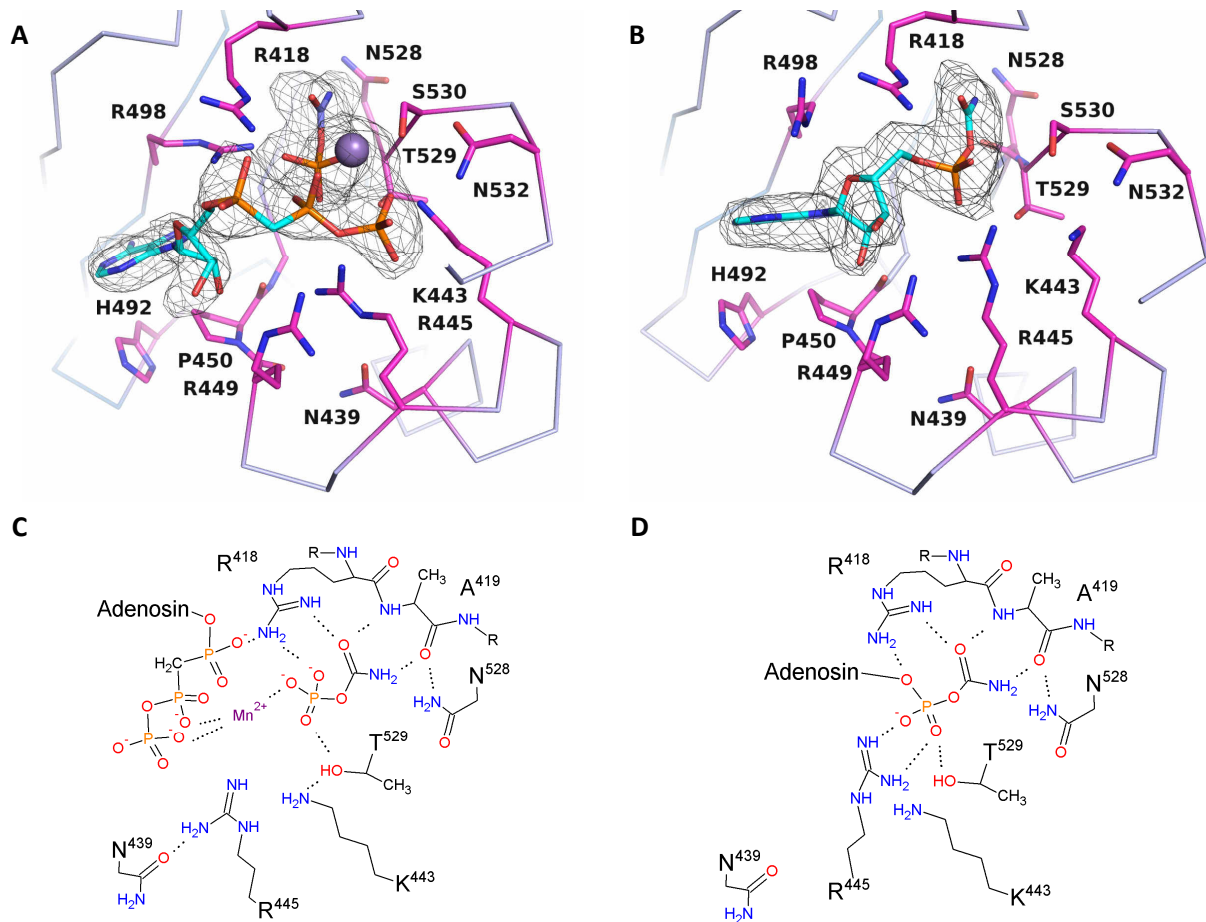 A
R418
N528
R498
S530
T529
N532
H492
K443
R445
P450
R449
N439
B
R418
N528
R498
S530
T529
N532
H492
K443
P450
R445
R449
N439
C
R⁴¹⁸
R
NH
O
CH₃
A⁴¹⁹
NH
NH
NH
NH
R
NH₂
O
O
Adenosin
O
O⁻
P
O
H₂C
O⁻
NH₂
N⁵²⁸
P
O
O⁻
P
O
O
H₂N
O
O⁻
Mn²⁺
O
O⁻
P
O⁻
O
T⁵²⁹
HO
CH₃
NH
H₂N
H₂N
NH
N⁴³⁹
O
H₂N
R⁴⁴⁵
K⁴⁴³
D
R⁴¹⁸
R
NH
O
CH₃
A⁴¹⁹
NH
NH
NH
NH
R
NH₂
O
O
Adenosin
O
NH₂
N⁵²⁸
O⁻
P
O
H₂N
O
O
NH
T⁵²⁹
NH₂
HO
CH₃
NH
H₂N
N⁴³⁹
O
H₂N
R⁴⁴⁵
K⁴⁴³